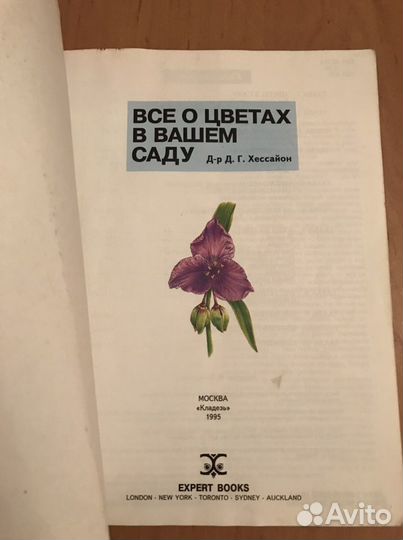 ВСЕ О ЦВЕТАХ
В ВАШЕМ
САДУ Д-р Д. Г. Хессайон
МОСКВА
«Кладезь»
1995
EXPERT BOOKS
LONDON - NEW YORK - TORONTO - SYDNEY - AUCKLAND
Avito